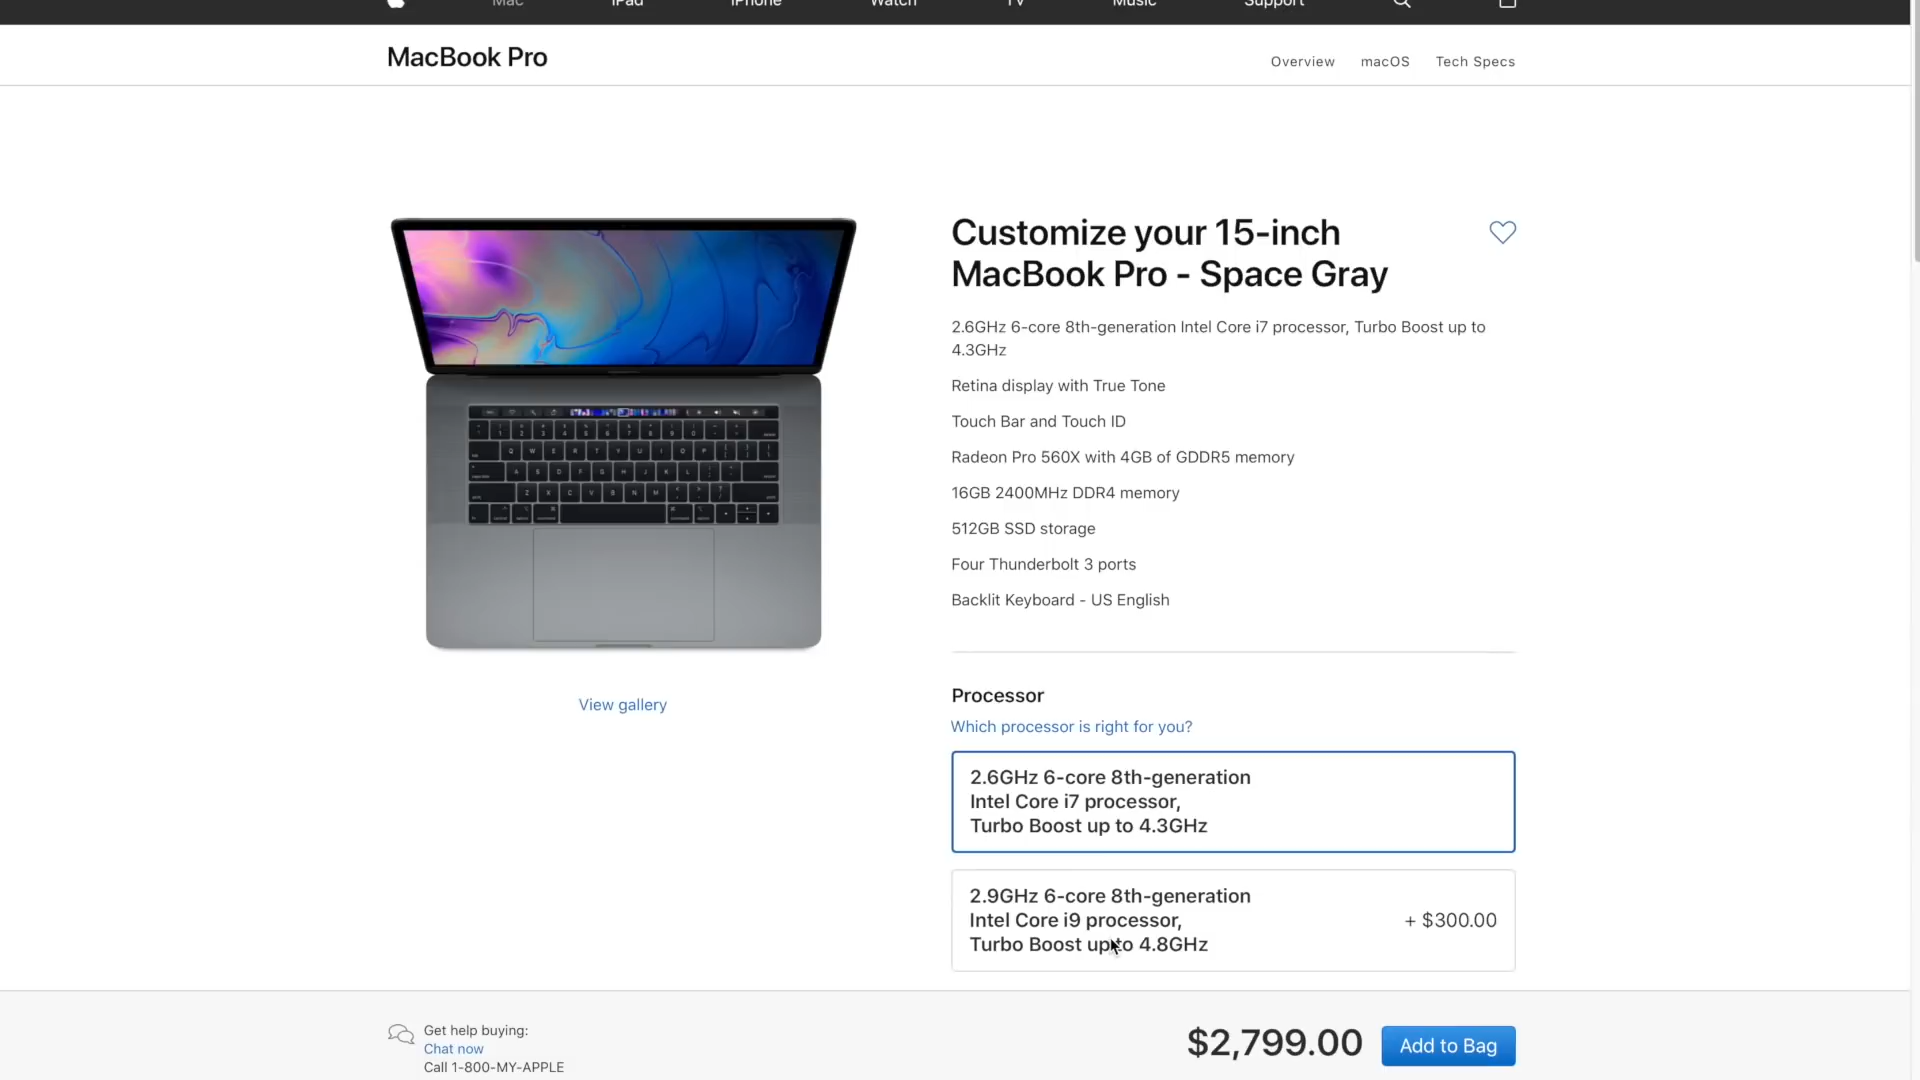 Mac iPad iPhone Watch TV Music Support
MacBook Pro
Overview macOS Tech Specs
Customize your 15-inch
MacBook Pro - Space Gray
2.6GHz 6-core 8th-generation Intel Core i7 processor, Turbo Boost up to
4.3GHz
Retina display with True Tone
Touch Bar and Touch ID
Radeon Pro 560X with 4GB of GDDR5 memory
16GB 2400MHz DDR4 memory
512GB SSD storage
Four Thunderbolt 3 ports
Backlit Keyboard - US English
View gallery
Processor
Which processor is right for you?
2.6GHz 6-core 8th-generation
Intel Core i7 processor,
Turbo Boost up to 4.3GHz
2.9GHz 6-core 8th-generation
Intel Core i9 processor,
Turbo Boost up to 4.8GHz
+ $300.00
Get help buying:
Chat now
Call 1-800-MY-APPLE
$2,799.00
Add to Bag